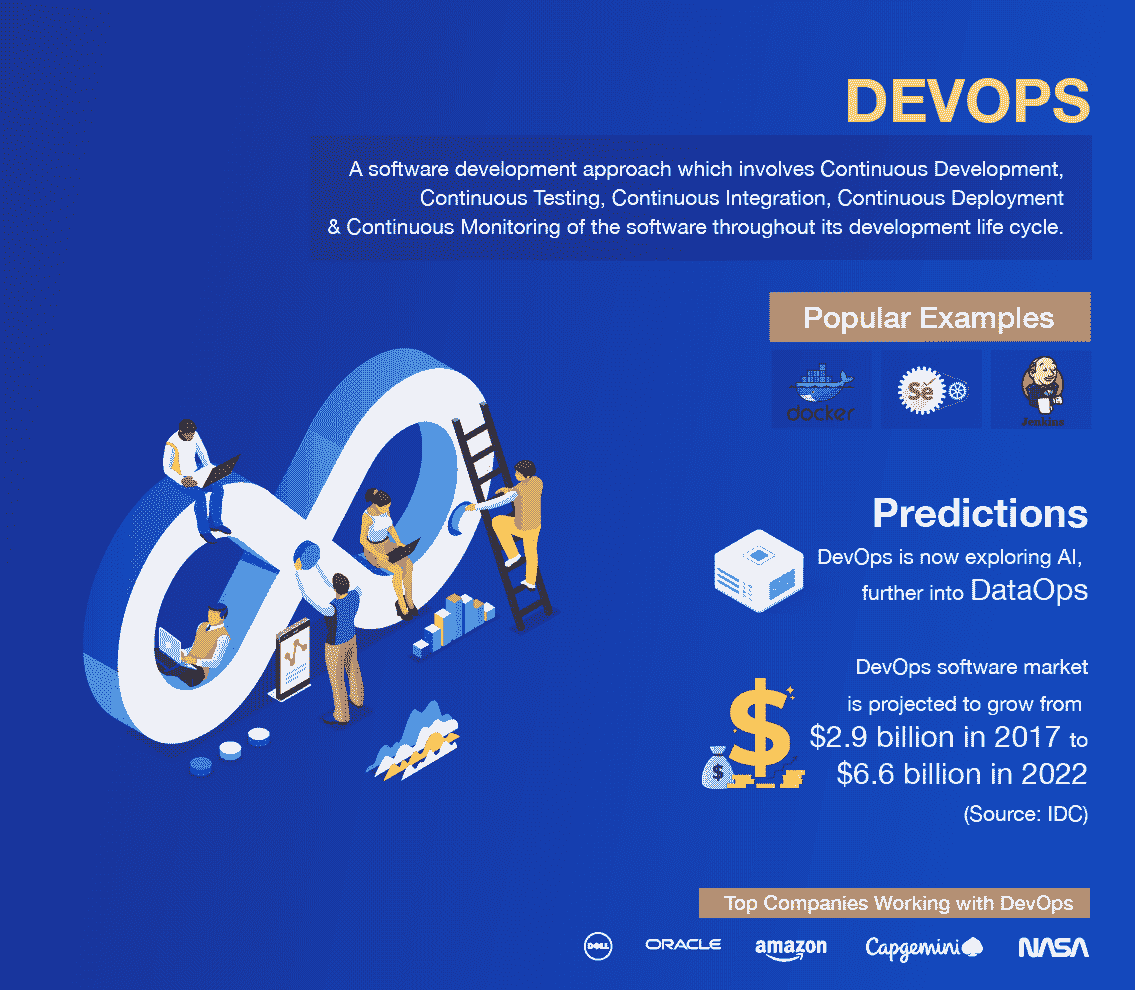 DEVOPS
A software development approach which involves Continuous Development,
Continuous Testing, Continuous Integration, Continuous Deployment
& Continuous Monitoring of the software throughout its development life cycle.
Popular Examples
docker
Se
Jenkins
Predictions
DevOps is now exploring AI,
further into DataOps
DevOps software market
is projected to grow from
$2.9 billion in 2017 to
$6.6 billion in 2022
(Source: IDC)
$
$
Top Companies Working with DevOps
DELL
ORACLE
amazon
Capgemini
NASA